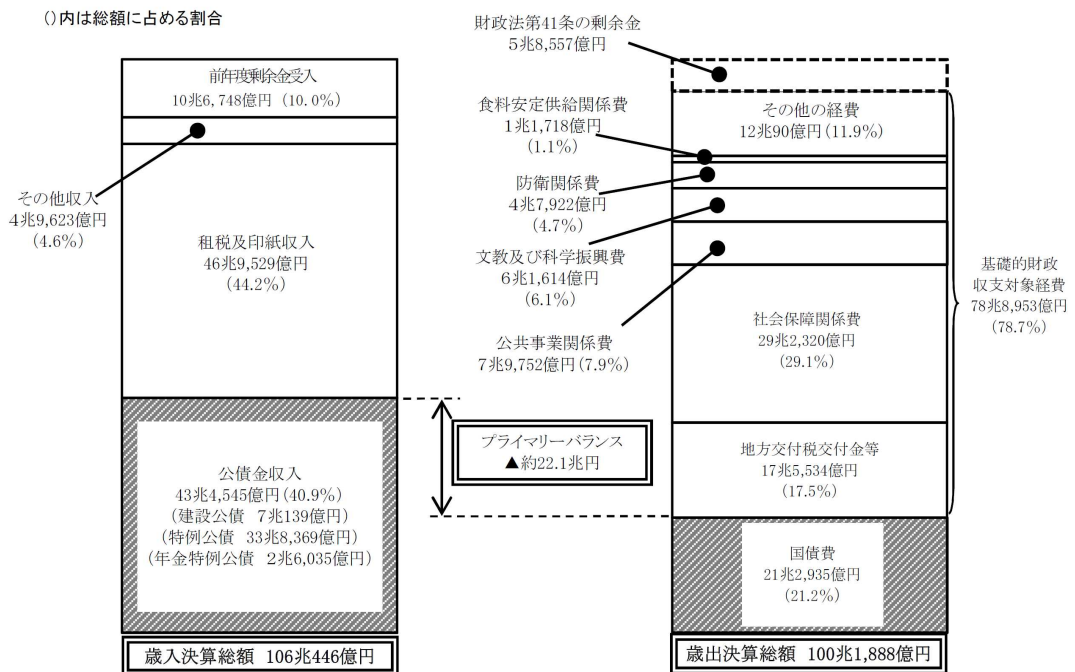 ()内は総額に占める割合
前年度剰余金受入
10兆6,748億円 (10.0%)
その他収入
4兆9,623億円
(4.6%)
租税及印紙収入
46兆9,529億円
(44.2%)
公債金収入
43兆4,545億円(40.9%)
(建設公債 7兆139億円)
(特例公債 33兆8,369億円)
(年金特例公債 2兆6,035億円)
歳入決算総額 106兆446億円
プライマリーバランス
▲約22.1兆円
財政法第41条の剰余金
5兆8,557億円
食料安定供給関係費
1兆1,718億円
(1.1%)
防衛関係費
4兆7,922億円
(4.7%)
文教及び科学振興費
6兆1,614億円
(6.1%)
公共事業関係費
7兆9,752億円(7.9%)
その他の経費
12兆90億円(11.9%)
社会保障関係費
29兆2,320億円
(29.1%)
地方交付税交付金等
17兆5,534億円
(17.5%)
国債費
21兆2,935億円
(21.2%)
歳出決算総額 100兆1,888億円
基礎的財政
収支対象経費
78兆8,953億円
(78.7%)